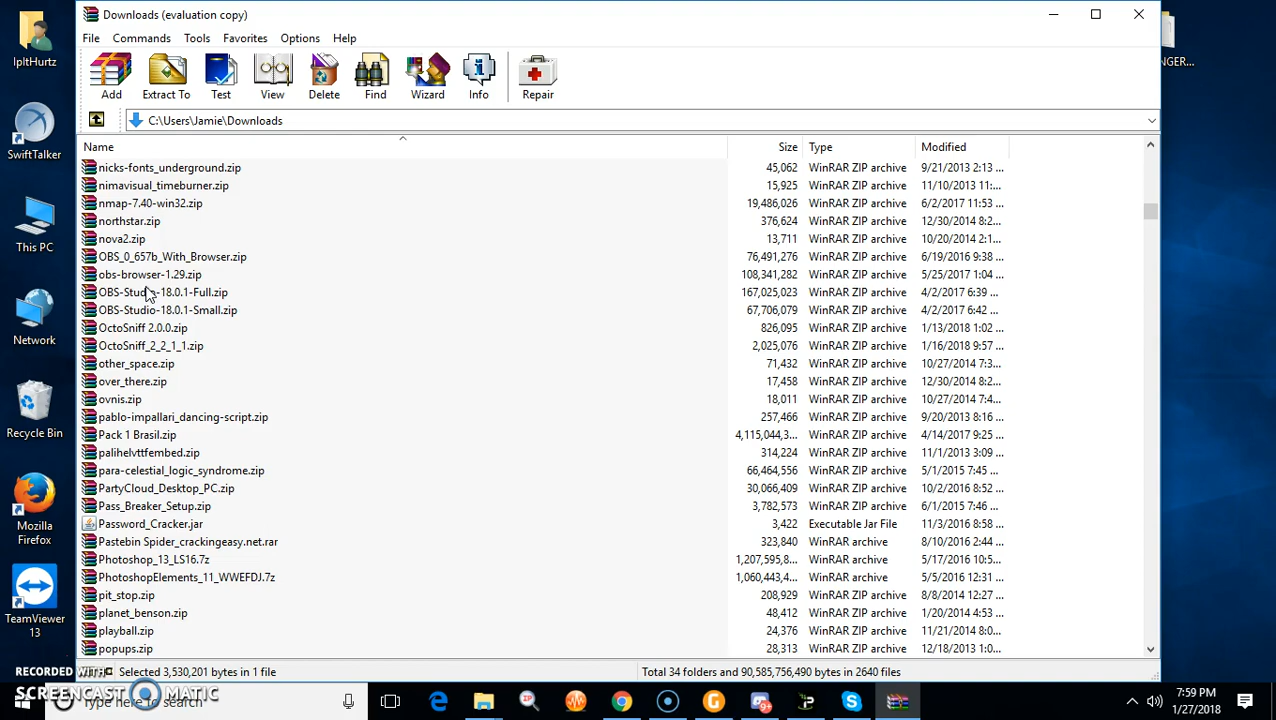 Downloads (evaluation copy)
File Commands Tools Favorites Options Help
Add Extract To Test View Delete Find Wizard Info Repair
C:\Users\Jamie\Downloads
Name Size Type Modified
nicks-fonts_underground.zip 45,062 WinRAR ZIP archive 9/21/2013 2:13 ...
nimavisual_timeburner.zip 15,925 WinRAR ZIP archive 11/10/2013 11:...
nmap-7.40-win32.zip 19,486,026 WinRAR ZIP archive 6/2/2017 11:53 ...
northstar.zip 376,634 WinRAR ZIP archive 12/30/2014 8:2...
nova2.zip 13,711 WinRAR ZIP archive 10/20/2014 2:1...
OBS_0_657b_With_Browser.zip 76,491,276 WinRAR ZIP archive 6/19/2016 9:38 ...
obs-browser-1.29.zip 108,341,282 WinRAR ZIP archive 5/25/2017 1:04 ...
OBS-Studio-18.0.1-Full.zip 167,025,023 WinRAR ZIP archive 4/2/2017 6:39 ...
OBS-Studio-18.0.1-Small.zip 67,706,079 WinRAR ZIP archive 4/2/2017 6:42 ...
OctoSniff 2.0.0.zip 826,095 WinRAR ZIP archive 1/13/2018 1:02 ...
OctoSniff_2_2_1_1.zip 2,025,076 WinRAR ZIP archive 1/16/2018 9:57 ...
other_space.zip 71,432 WinRAR ZIP archive 10/27/2014 7:3...
over_there.zip 17,458 WinRAR ZIP archive 12/30/2014 8:2...
ovnis.zip 18,011 WinRAR ZIP archive 10/27/2014 7:4...
pablo-impallari_dancing-script.zip 257,466 WinRAR ZIP archive 9/20/2013 8:16 ...
Pack 1 Brasil.zip 4,115,044,3... WinRAR ZIP archive 4/14/2017 9:25 ...
palihelvttfembed.zip 314,224 WinRAR ZIP archive 11/1/2013 3:09 ...
para-celestial_logic_syndrome.zip 66,464,556 WinRAR ZIP archive 5/1/2015 7:45 ...
PartyCloud_Desktop_PC.zip 30,066,409 WinRAR ZIP archive 10/2/2016 8:52 ...
Pass_Breaker_Setup.zip 3,782,573 WinRAR ZIP archive 6/1/2015 7:46 ...
Password_Cracker.jar 3,422 Executable Jar File 11/3/2016 8:58 ...
Pastebin Spider_crackingeasy.net.rar 323,840 WinRAR archive 8/10/2016 2:44 ...
Photoshop_13_LS16.7z 1,207,595,8... WinRAR archive 5/17/2016 10:5...
PhotoshopElements_11_WWEFDJ.7z 1,060,443,4... WinRAR archive 5/5/2016 12:31 ...
pit_stop.zip 208,929 WinRAR ZIP archive 8/8/2014 12:27 ...
planet_benson.zip 48,412 WinRAR ZIP archive 1/20/2014 4:53 ...
playball.zip 24,376 WinRAR ZIP archive 11/21/2014 8:0...
popups.zip 28,313 WinRAR ZIP archive 12/18/2013 1:0...
Selected 3,530,201 bytes in 1 file Total 34 folders and 90,585,756,490 bytes in 2640 files
IpItHurtz
SwiftTalker
This PC
Network
Recycle Bin
Mozilla
Firefox
TeamViewer
13
NGER...
RECORDED WITH
SCREENCAST MATIC
Type here to search
7:59 PM
1/27/2018